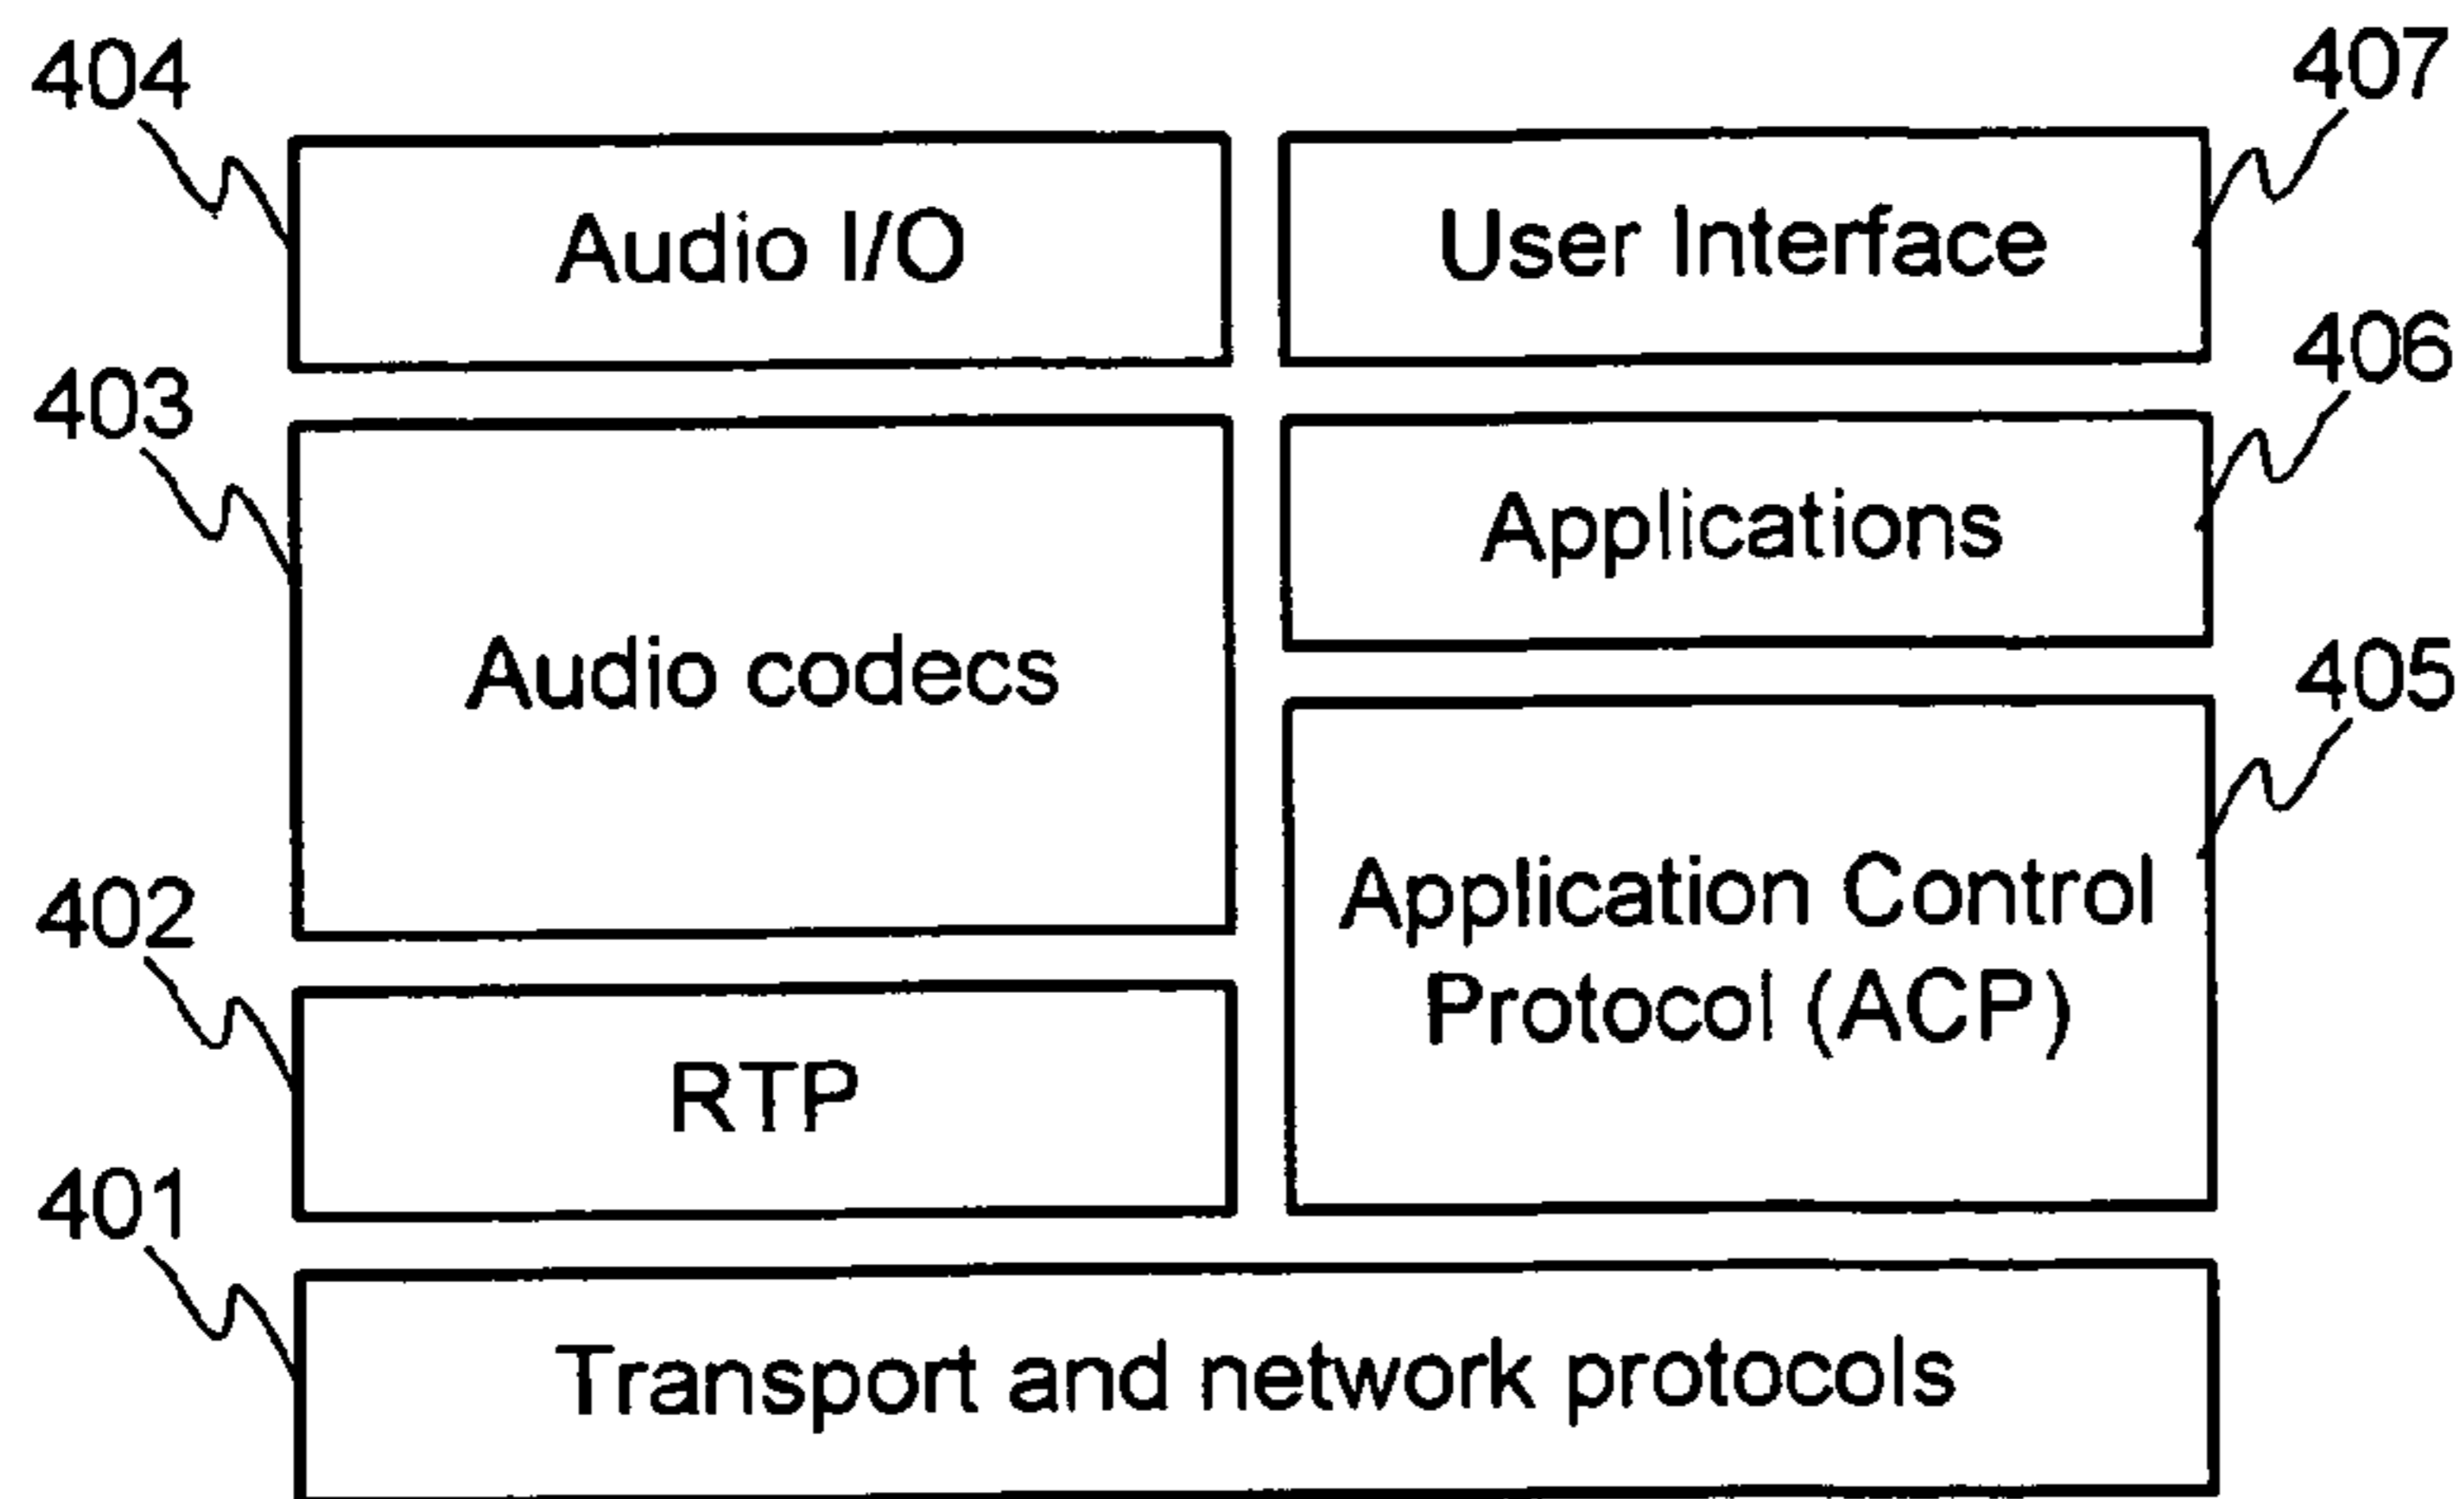 404
407
Audio I/O
User Interface
403
406
Applications
Audio codecs
405
402
Application Control
Protocol (ACP)
RTP
401
Transport and network protocols